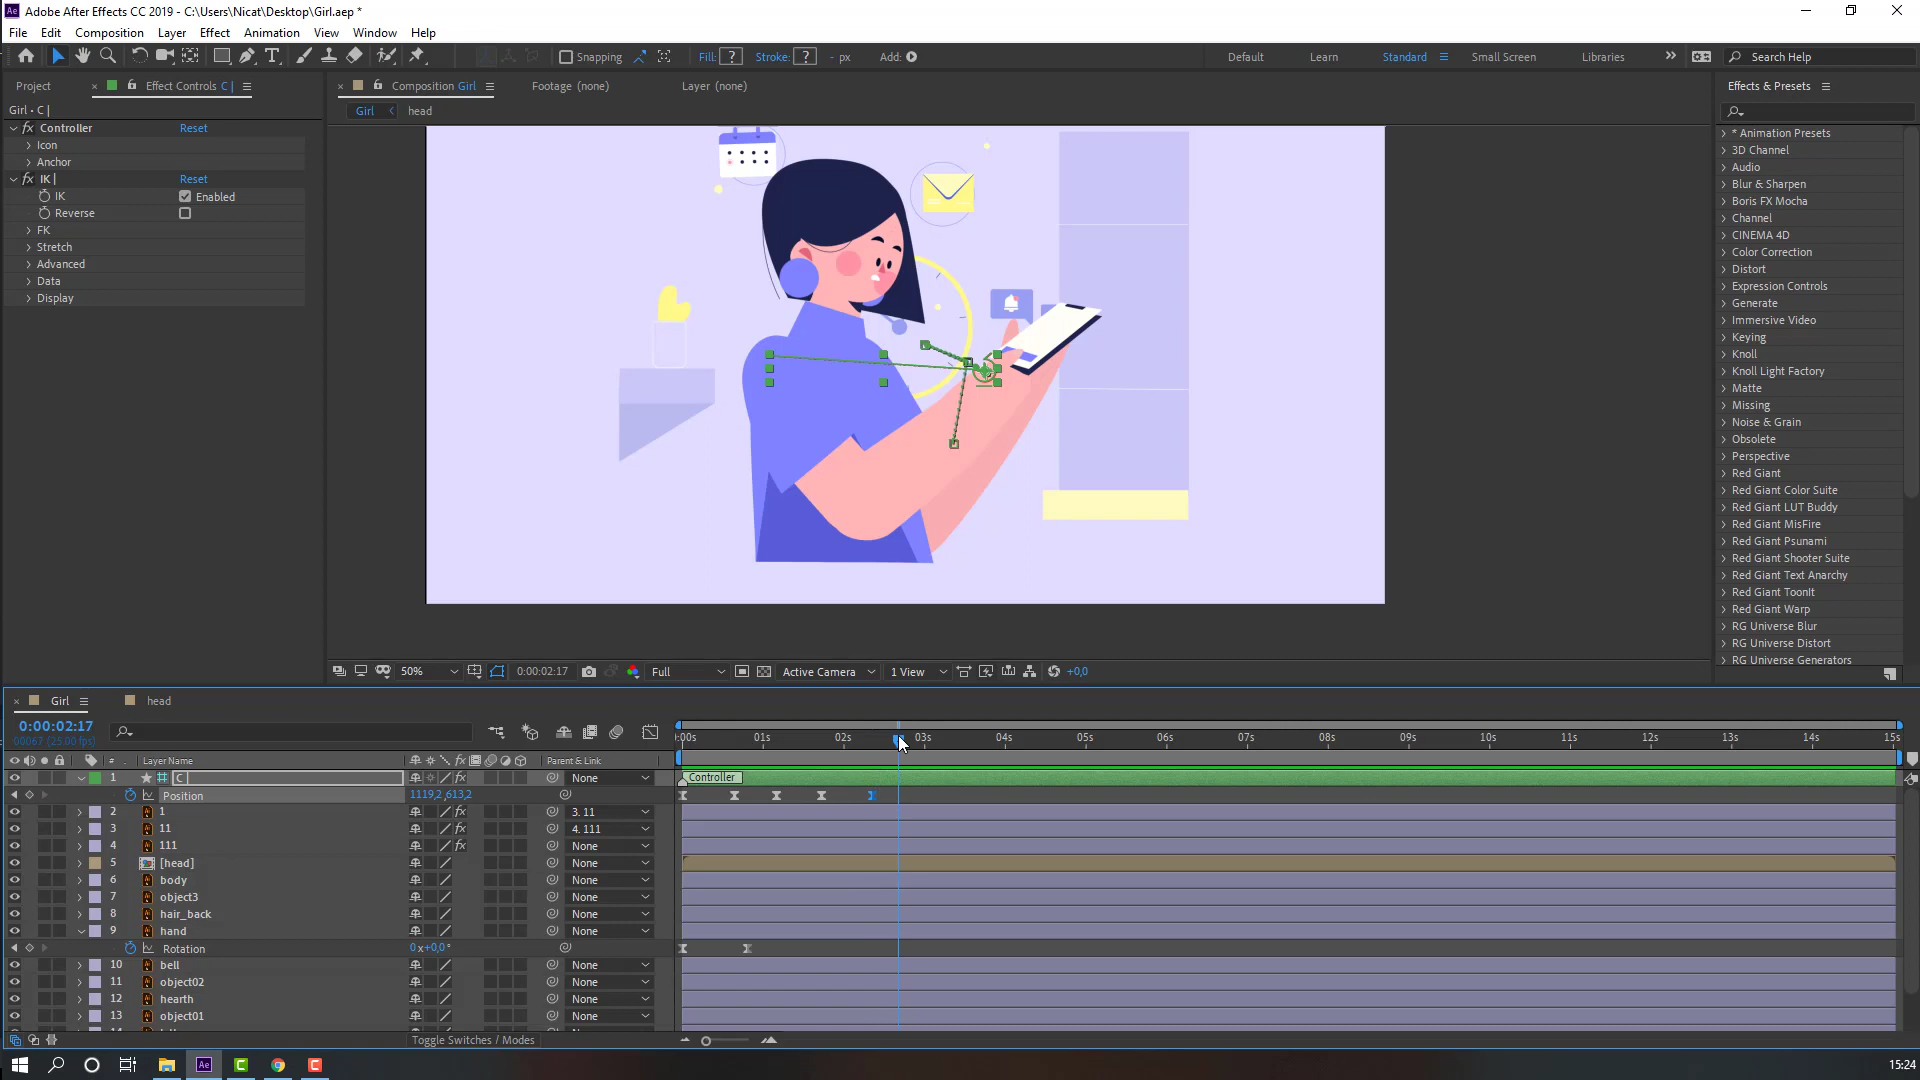 Adobe After Effects CC 2019 - C:\Users\Nicat\Desktop\Girl.aep *
File Edit Composition Layer Effect Animation View Window Help
Snapping Fill: ? Stroke: ? - px Add: Default Learn Standard Small Screen Libraries Search Help
Project Effect Controls C | Composition Girl Footage (none) Layer (none) Effects & Presets
Girl • C |
Girl head
Controller Reset
Icon
Anchor
IK | Reset
IK Enabled
Reverse
FK
Stretch
Advanced
Data
Display
* Animation Presets
3D Channel
Audio
Blur & Sharpen
Boris FX Mocha
Channel
CINEMA 4D
Color Correction
Distort
Expression Controls
Generate
Immersive Video
Keying
Knoll
Knoll Light Factory
Matte
Missing
Noise & Grain
Obsolete
Perspective
Red Giant
Red Giant Color Suite
Red Giant LUT Buddy
Red Giant MisFire
Red Giant Psunami
Red Giant Shooter Suite
Red Giant Text Anarchy
Red Giant ToonIt
Red Giant Warp
RG Universe Blur
RG Universe Distort
RG Universe Generators
50% 0:00:02:17 Full Active Camera 1 View +0,0
Girl head
0:00:02:17
00067 (25.00 fps)
:00s 01s 02s 03s 04s 05s 06s 07s 08s 09s 10s 11s 12s 13s 14s 15s
# Layer Name Parent & Link
1 C None Controller
Position 1119,2,613,2
2 1 3. 11
3 11 4. 111
4 111 None
5 [head] None
6 body None
7 object3 None
8 hair_back None
9 hand None
Rotation 0x+0,0°
10 bell None
11 object02 None
12 hearth None
13 object01 None
Toggle Switches / Modes
15:24